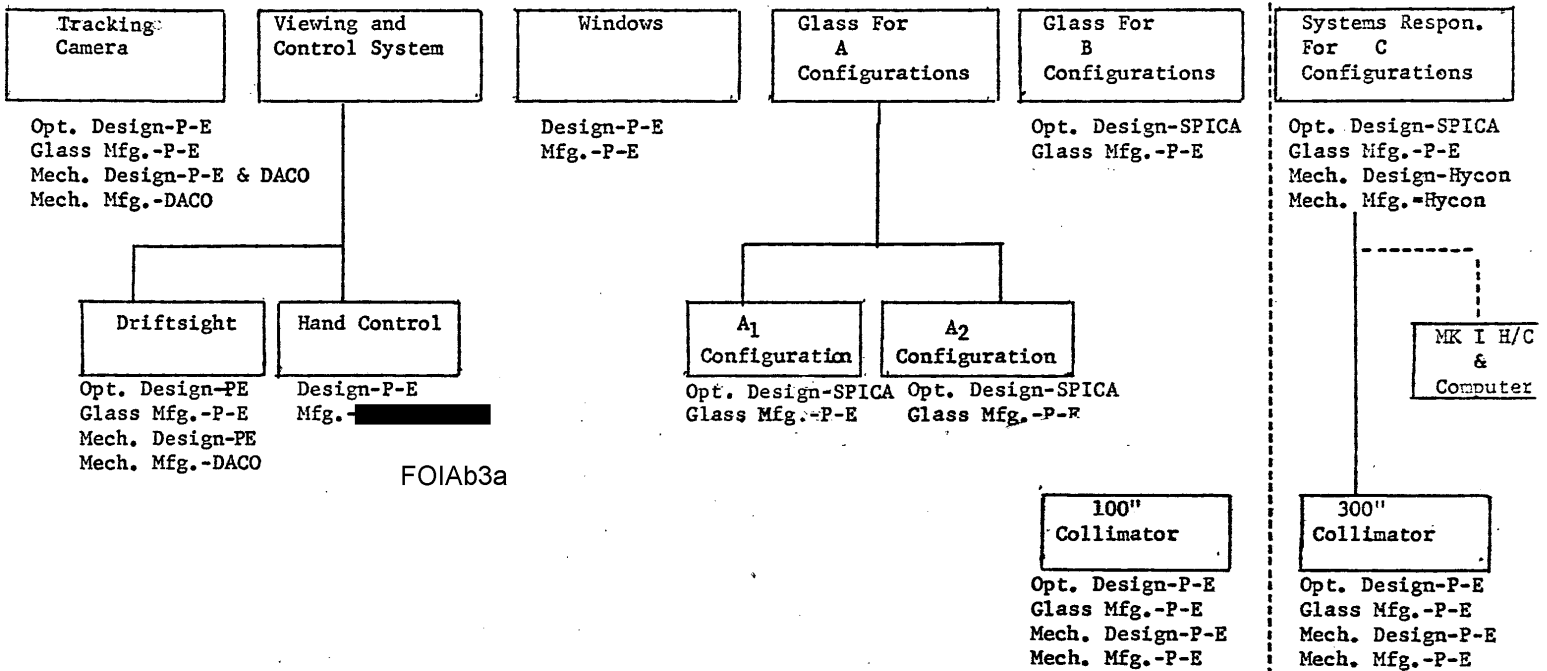 Tracking
Camera
Opt. Design-P-E
Glass Mfg.-P-E
Mech. Design-P-E & DACO
Mech. Mfg.-DACO
Viewing and
Control System
Windows
Design-P-E
Mfg.-P-E
Glass For
A
Configurations
Glass For
B
Configurations
Opt. Design-SPICA
Glass Mfg.-P-E
Systems Respon.
For C
Configurations
Opt. Design-SPICA
Glass Mfg.-P-E
Mech. Design-Hycon
Mech. Mfg.-Hycon
Driftsight
Opt. Design-PE
Glass Mfg.-P-E
Mech. Design-PE
Mech. Mfg.-DACO
Hand Control
Design-P-E
Mfg.-
FOIAb3a
A1
Configuration
Opt. Design-SPICA
Glass Mfg.-P-E
A2
Configuration
Opt. Design-SPICA
Glass Mfg.-P-E
MK I H/C
&
Computer
100"
Collimator
Opt. Design-P-E
Glass Mfg.-P-E
Mech. Design-P-E
Mech. Mfg.-P-E
300"
Collimator
Opt. Design-P-E
Glass Mfg.-P-E
Mech. Design-P-E
Mech. Mfg.-P-E